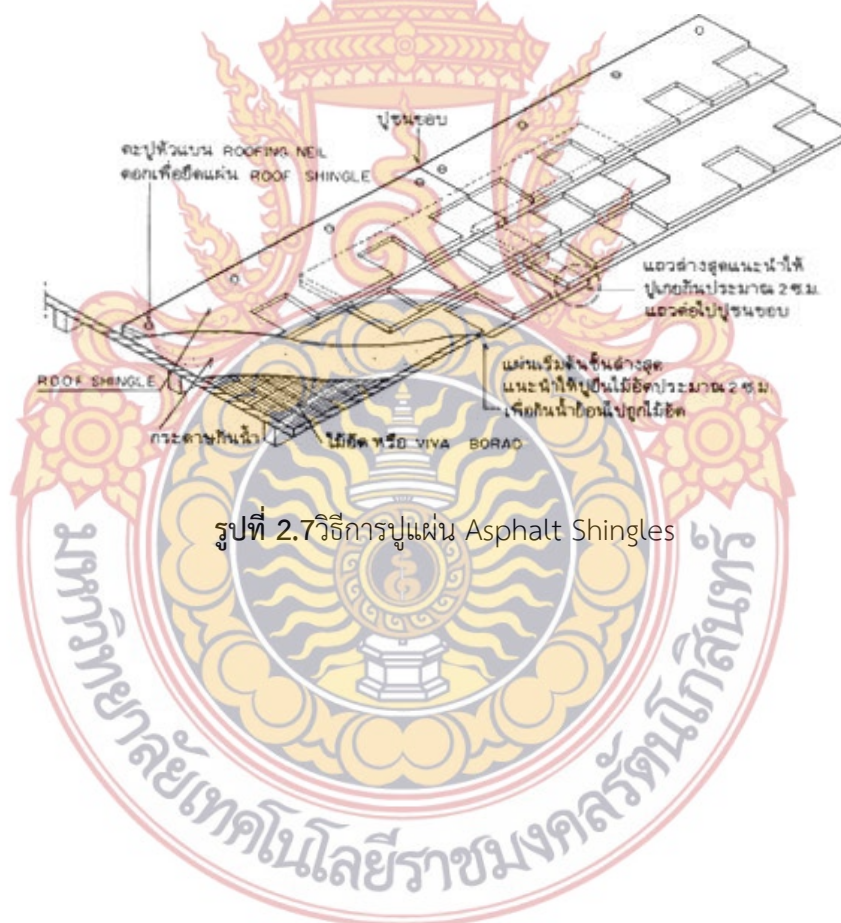 ปูชนขอบ
ตะปูหัวแบน ROOFING NEIL
ตอกเพื่อยึดแผ่น ROOF SHINGLE
แถวล่างสุดแนะนำให้
ปูเกยกันประมาณ 2 ซ.ม.
แถวต่อไปปูชนขอบ
แผ่นเริ่มต้นชั้นล่างสุด
แนะนำให้ปูยื่นไม้อัดประมาณ 2 ซ.ม.
เพื่อกันน้ำย้อนไปถูกไม้อัด
ROOF SHINGLE
กระดาษกันน้ำ
ไม้อัด หรือ VIVA BORAD
รูปที่ 2.7วิธีการปูแผ่น Asphalt Shingles
มหาวิทยาลัยเทคโนโลยีราชมงคลรัตนโกสินทร์